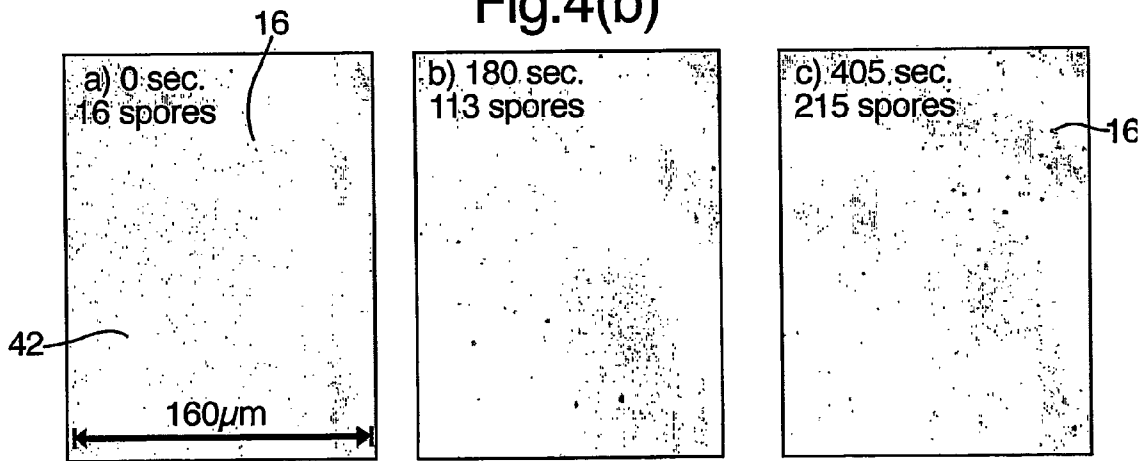 Fig.4(b)
16
a) 0 sec.
16 spores
b) 180 sec.
113 spores
c) 405 sec.
215 spores
16
42
160µm